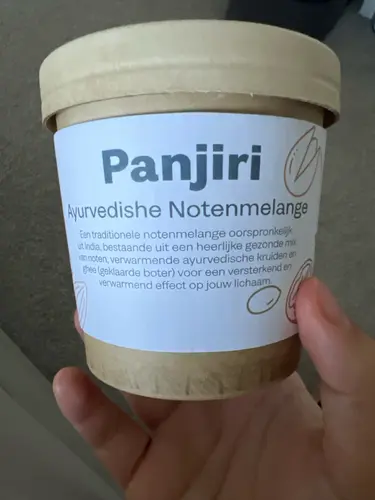 Panjiri
Ayurvedishe Notenmelange
Een traditionele notenmelange oorspronkelijk
uit India, bestaande uit een heerlijke gezonde mix
van noten, verwarmende ayurvedische kruiden en
ghee (geklaarde boter) voor een versterkend en
verwarmend effect op jouw lichaam.